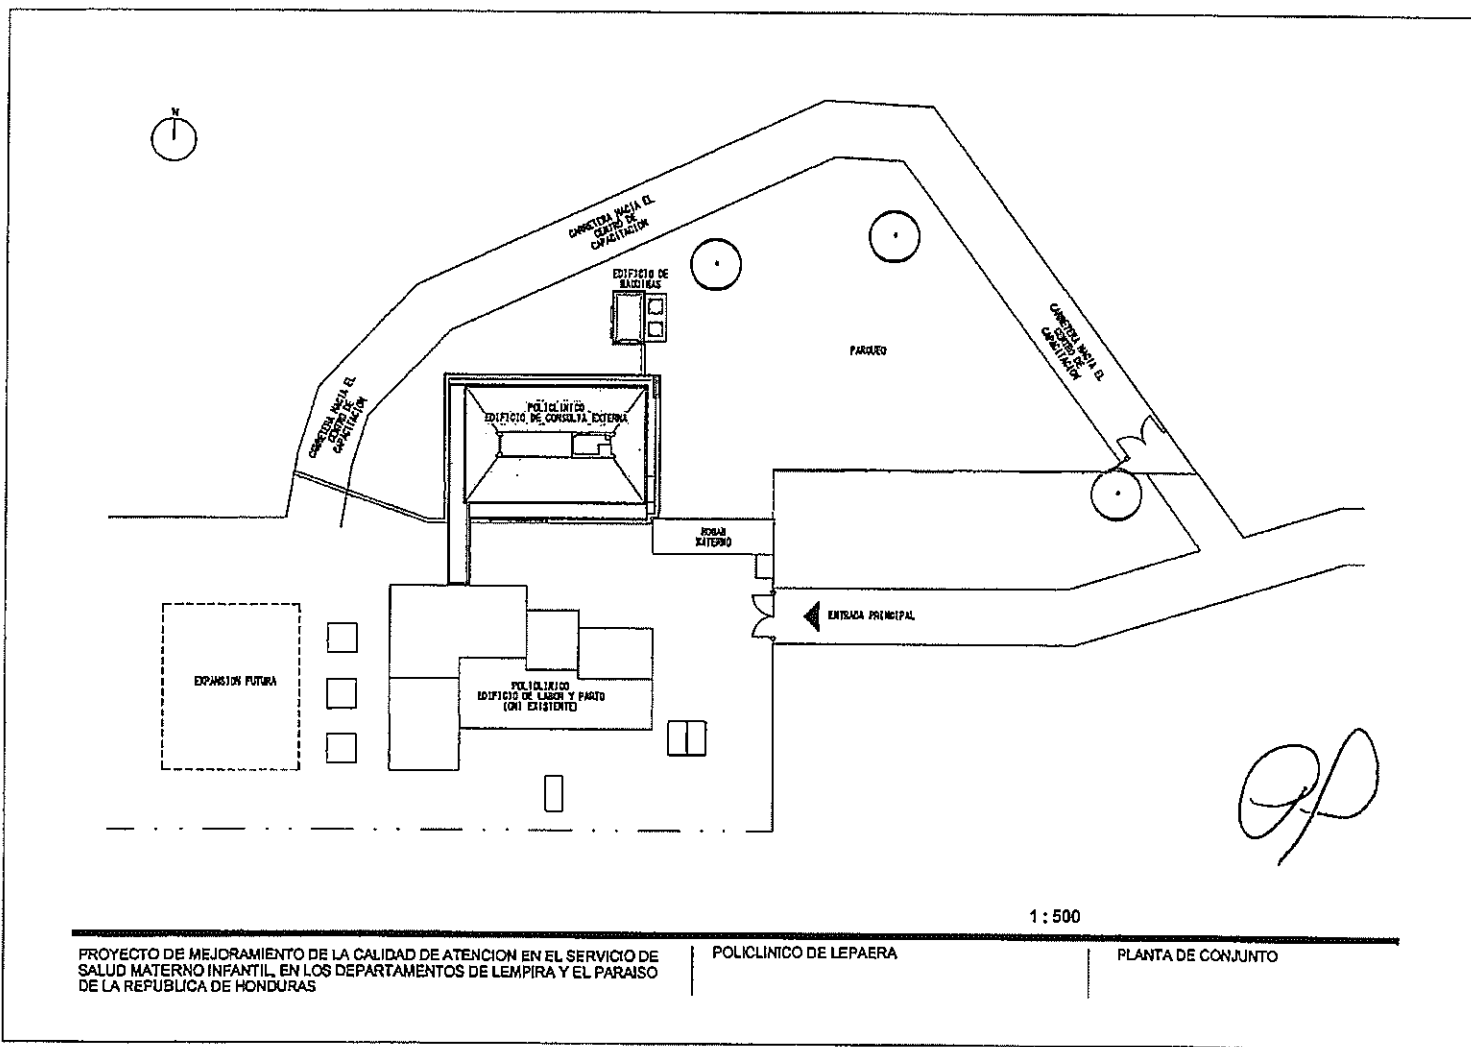 N
CARRETERA HACIA EL
CENTRO DE
CAPACITACION
EDIFICIO DE
MAQUINAS
CARRETERA HACIA EL
CENTRO DE
CAPACITACION
PARQUEO
CARRETERA HACIA EL
CENTRO DE
CAPACITACION
POLICLINICO
EDIFICIO DE CONSULTA EXTERNA
HOGAR
MATERNO
ENTRADA PRINCIPAL
EXPANSION FUTURA
POLICLINICO
EDIFICIO DE LABOR Y PARTO
(CMI EXISTENTE)
1 : 500
PROYECTO DE MEJORAMIENTO DE LA CALIDAD DE ATENCION EN EL SERVICIO DE
SALUD MATERNO INFANTIL, EN LOS DEPARTAMENTOS DE LEMPIRA Y EL PARAISO
DE LA REPUBLICA DE HONDURAS
POLICLINICO DE LEPAERA
PLANTA DE CONJUNTO